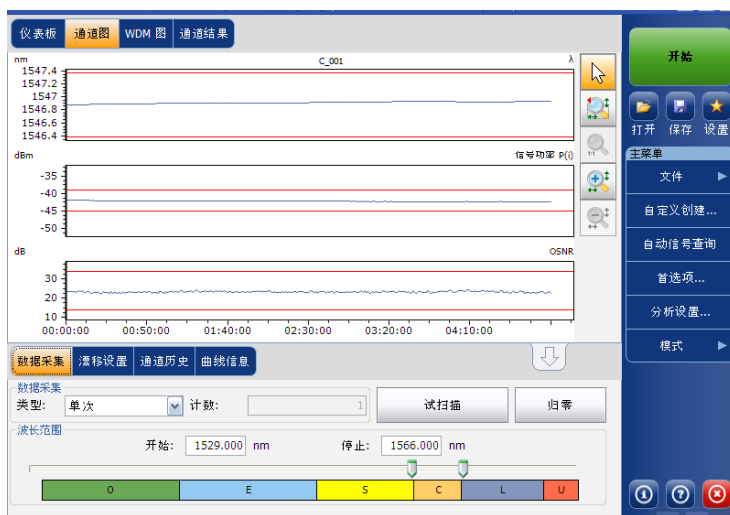 仪表板 通道图 WDM 图 通道结果
nm C_001 λ
1547.4
1547.2
1547
1546.8
1546.6
1546.4
dBm 信号功率 P(i)
-35
-40
-45
-50
dB OSNR
30
20
10
00:00:00 00:50:00 01:40:00 02:30:00 03:20:00 04:10:00
数据采集 漂移设置 通道历史 曲线信息
数据采集
类型: 单次 计数: 1 试扫描 归零
波长范围
开始: 1529.000 nm 停止: 1566.000 nm
O E S C L U
1:1
开始
打开 保存 设置
主菜单
文件
自定义创建...
自动信号查询
首选项...
分析设置...
模式